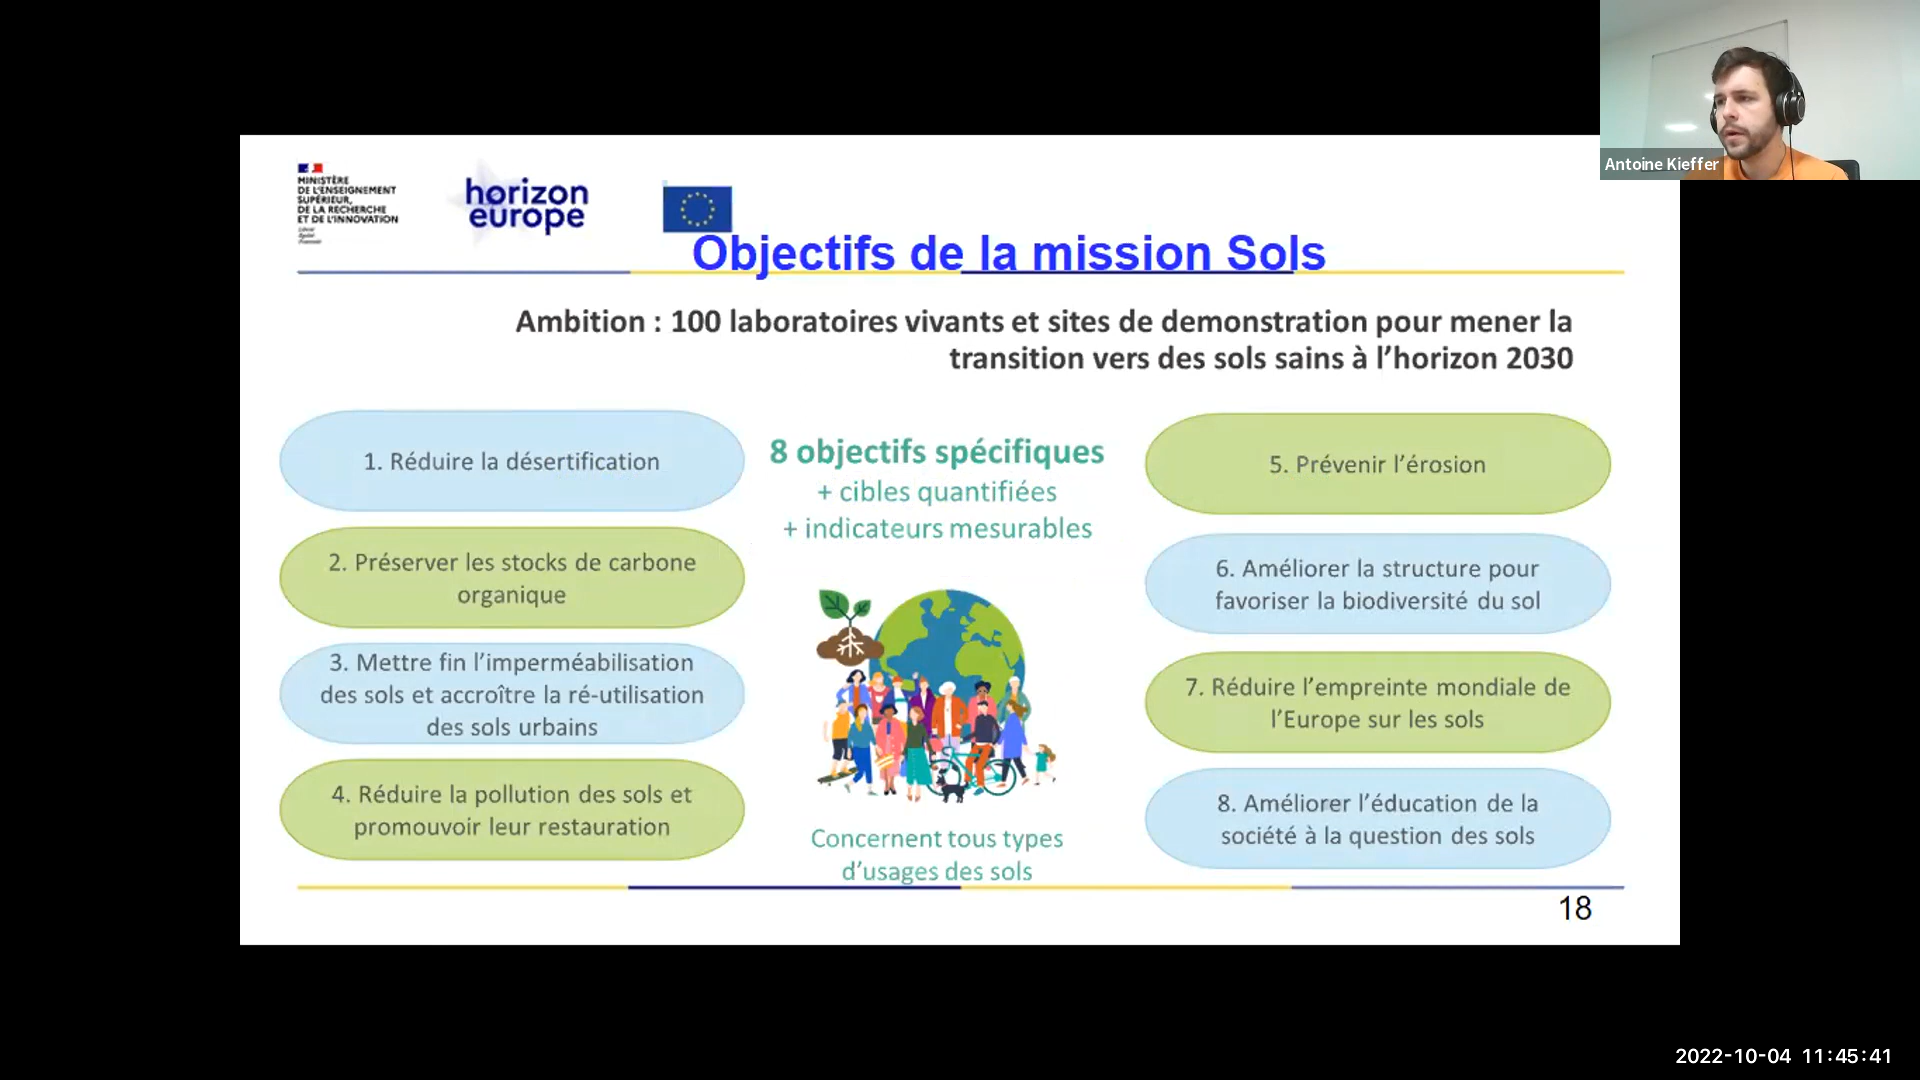 Antoine Kieffer
MINISTÈRE
DE L'ENSEIGNEMENT
SUPÉRIEUR,
DE LA RECHERCHE
ET DE L'INNOVATION
horizon
europe
Objectifs de la mission Sols
Ambition : 100 laboratoires vivants et sites de demonstration pour mener la
transition vers des sols sains à l’horizon 2030
1. Réduire la désertification
2. Préserver les stocks de carbone
organique
3. Mettre fin l’imperméabilisation
des sols et accroître la ré-utilisation
des sols urbains
4. Réduire la pollution des sols et
promouvoir leur restauration
8 objectifs spécifiques
+ cibles quantifiées
+ indicateurs mesurables
Concernent tous types
d’usages des sols
5. Prévenir l’érosion
6. Améliorer la structure pour
favoriser la biodiversité du sol
7. Réduire l’empreinte mondiale de
l’Europe sur les sols
8. Améliorer l’éducation de la
société à la question des sols
18
2022-10-04 11:45:41